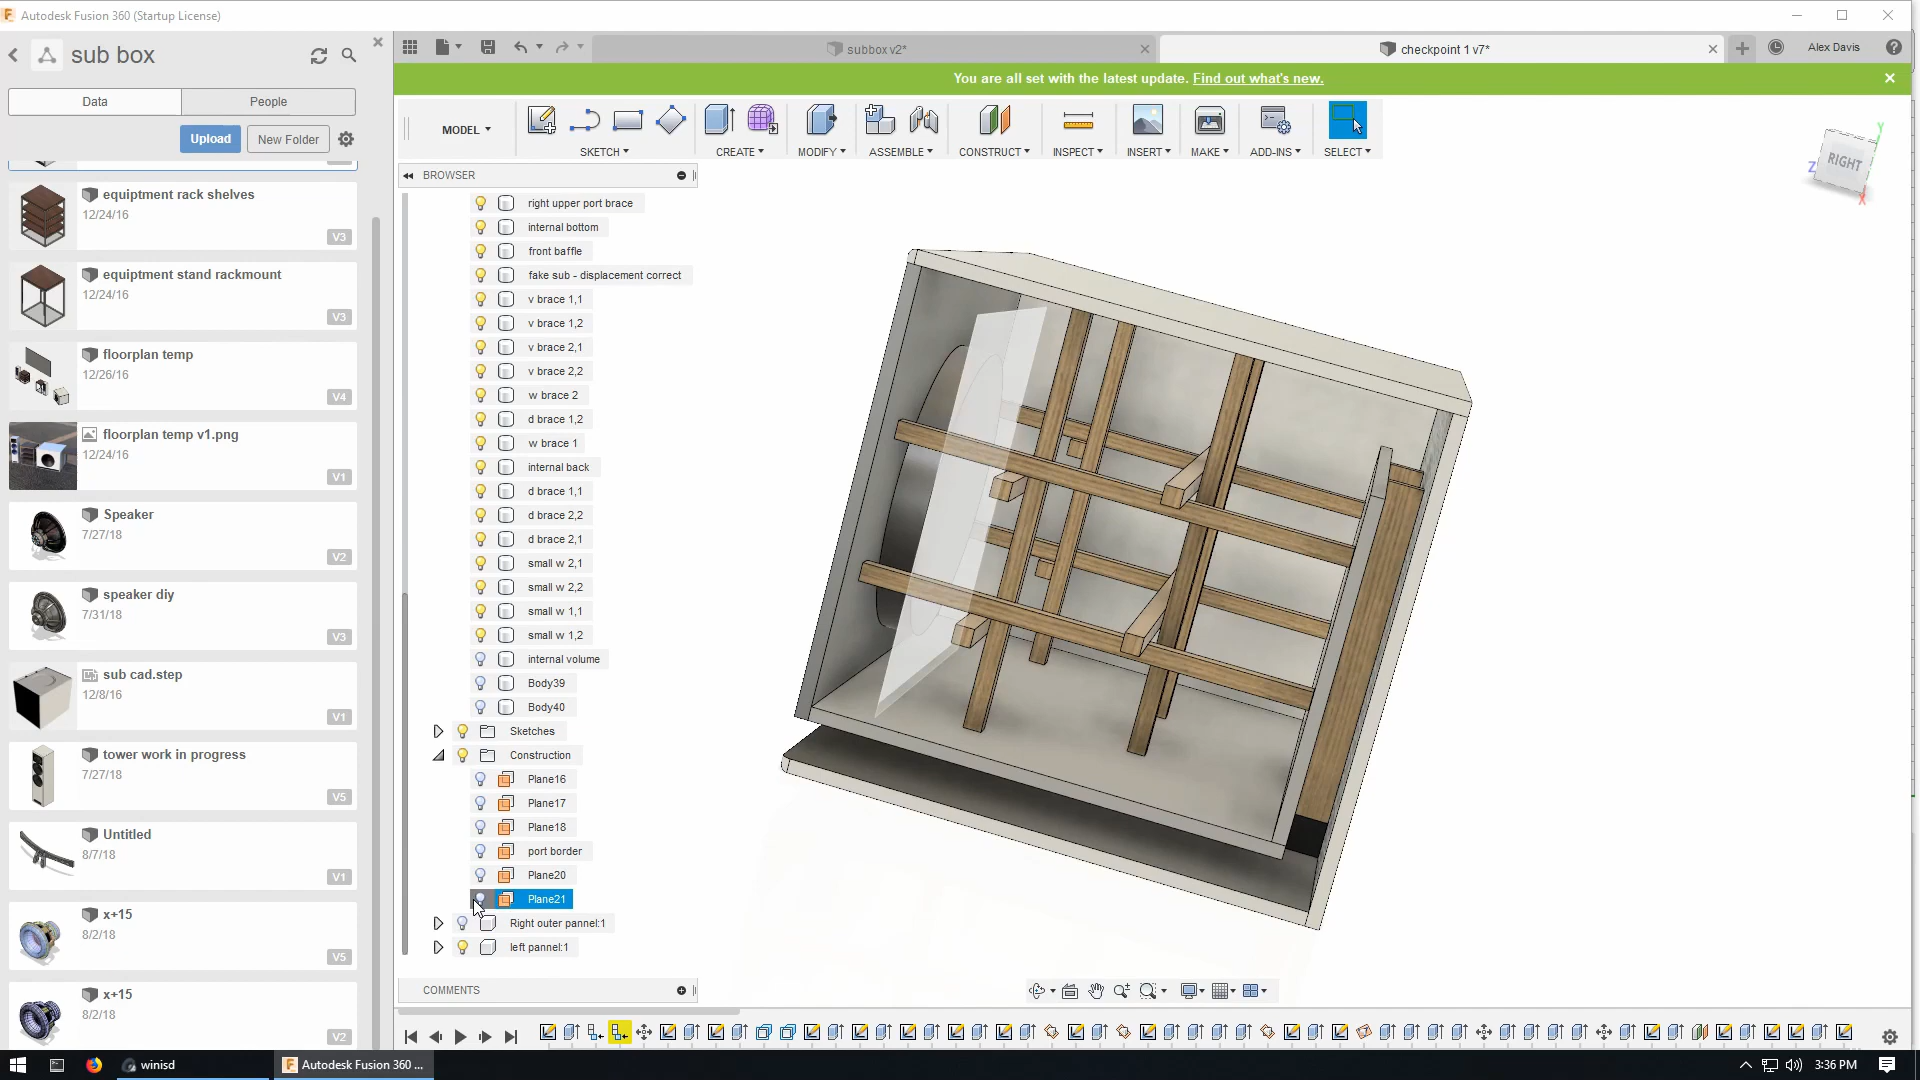 Autodesk Fusion 360 (Startup License)
sub box
subbox v2*
checkpoint 1 v7*
Alex Davis
You are all set with the latest update. Find out what's new.
Data
People
Upload
New Folder
MODEL
SKETCH
CREATE
MODIFY
ASSEMBLE
CONSTRUCT
INSPECT
INSERT
MAKE
ADD-INS
SELECT
BROWSER
RIGHT
Y
Z
X
equiptment rack shelves
12/24/16
V3
equiptment stand rackmount
12/24/16
V3
floorplan temp
12/26/16
V4
floorplan temp v1.png
12/24/16
V1
Speaker
7/27/18
V2
speaker diy
7/31/18
V3
sub cad.step
12/8/16
V1
tower work in progress
7/27/18
V5
Untitled
8/7/18
V1
x+15
8/2/18
V5
x+15
8/2/18
V2
right upper port brace
internal bottom
front baffle
fake sub - displacement correct
v brace 1,1
v brace 1,2
v brace 2,1
v brace 2,2
w brace 2
d brace 1,2
w brace 1
internal back
d brace 1,1
d brace 2,2
d brace 2,1
small w 2,1
small w 2,2
small w 1,1
small w 1,2
internal volume
Body39
Body40
Sketches
Construction
Plane16
Plane17
Plane18
port border
Plane20
Plane21
Right outer pannel:1
left pannel:1
COMMENTS
winisd
Autodesk Fusion 360 ...
3:36 PM